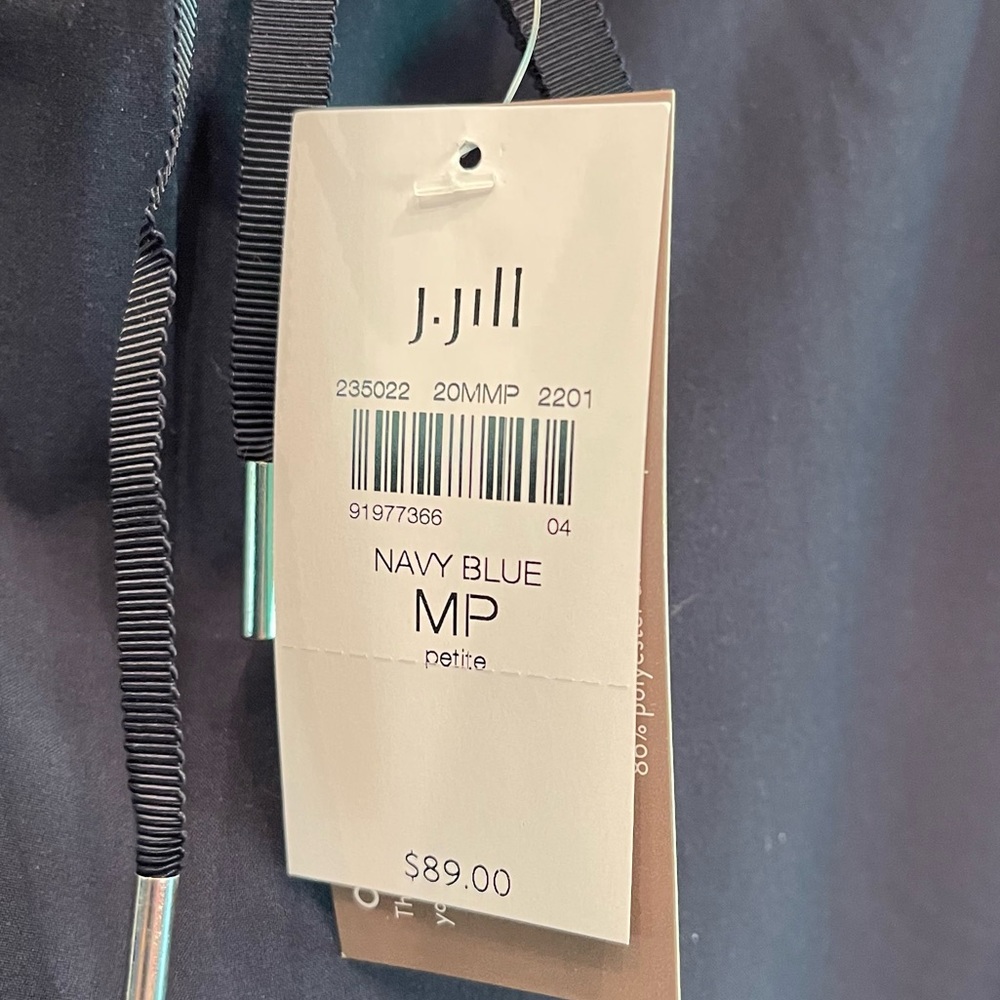 J.Jill
235022 20MMP 2201
91977366 04
NAVY BLUE
MP
petite
$89.00
80% polyester